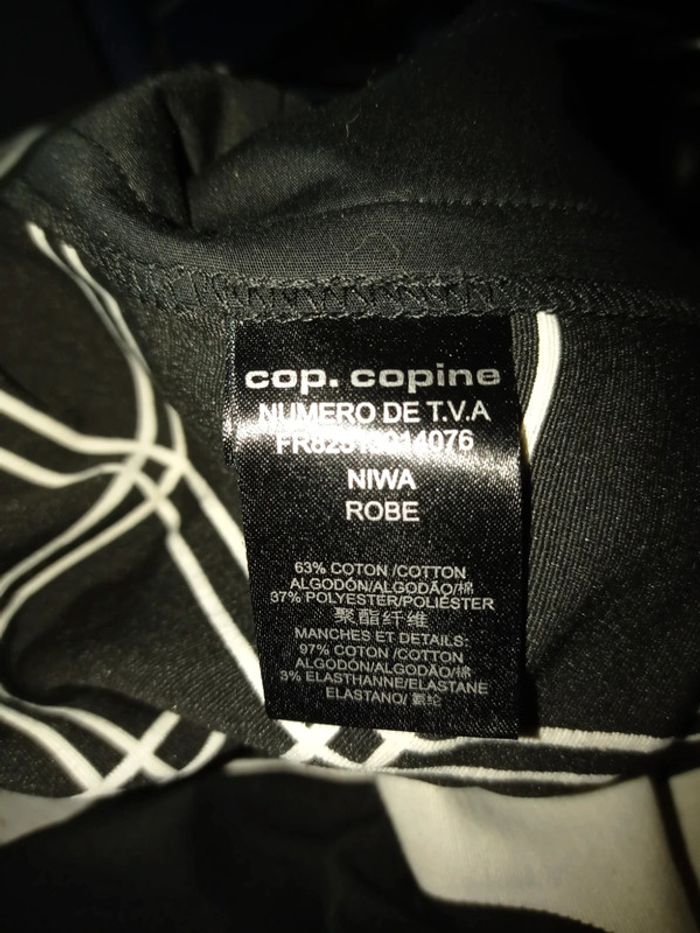 cop. copine
NUMERO DE T.V.A
NIWA
ROBE
63% COTON /COTTON
ALGODÓN/ALGODÃO/棉
37% POLYESTER/POLIÉSTER
聚酯纤维
MANCHES ET DETAILS:
97% COTON /COTTON
ALGODÓN/ALGODÃO/棉
3% ELASTHANNE/ELASTANE
ELASTANO/